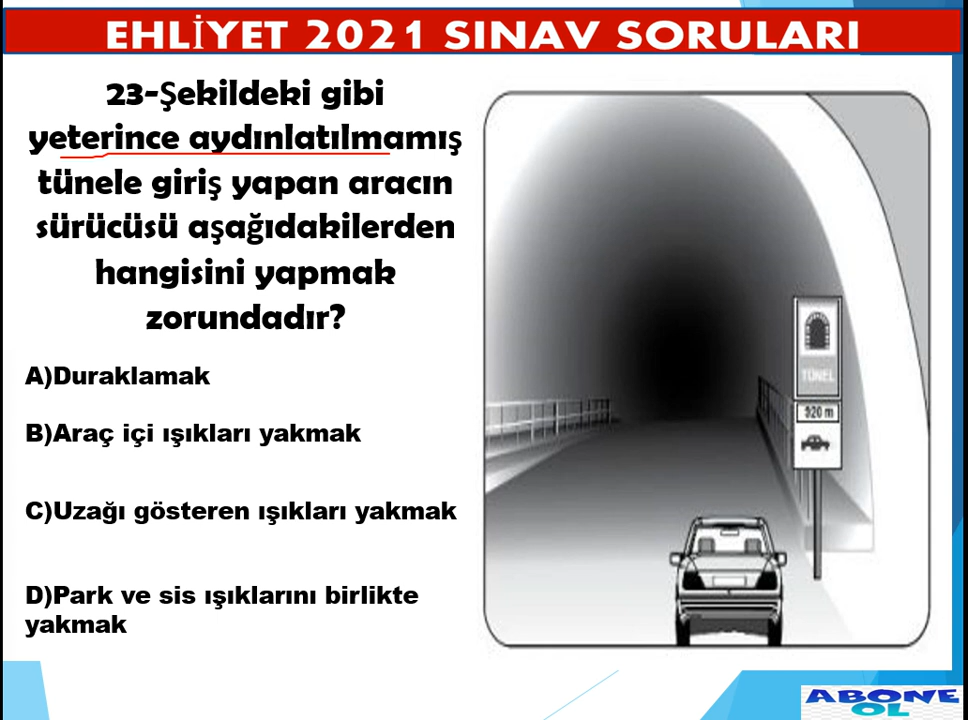 EHLİYET 2021 SINAV SORULARI
23-Şekildeki gibi
yeterince aydınlatılmamış
tünele giriş yapan aracın
sürücüsü aşağıdakilerden
hangisini yapmak
zorundadır?
A)Duraklamak
B)Araç içi ışıkları yakmak
C)Uzağı gösteren ışıkları yakmak
D)Park ve sis ışıklarını birlikte
yakmak
TÜNEL
320 m
ABONE
OL